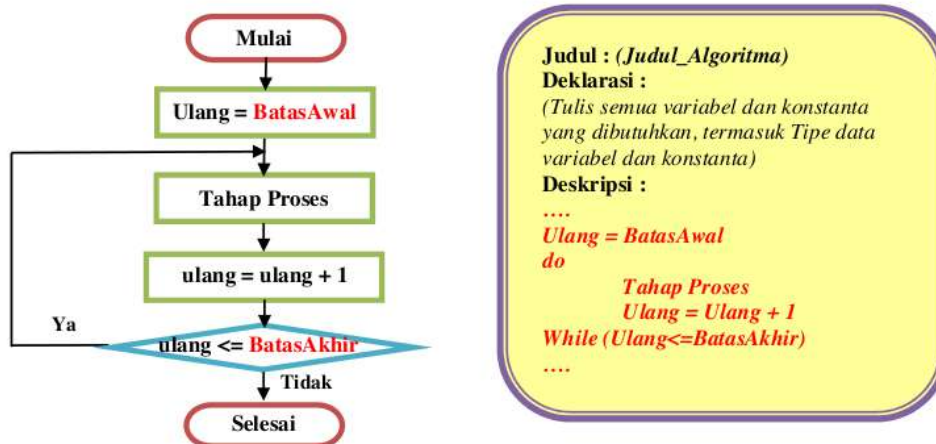 Mulai
Ulang = BatasAwal
Tahap Proses
ulang = ulang + 1
Ya
ulang <= BatasAkhir
Tidak
Selesai
Judul : (Judul_Algoritma)
Deklarasi :
(Tulis semua variabel dan konstanta
yang dibutuhkan, termasuk Tipe data
variabel dan konstanta)
Deskripsi :
....
Ulang = BatasAwal
do
Tahap Proses
Ulang = Ulang + 1
While (Ulang<=BatasAkhir)
....